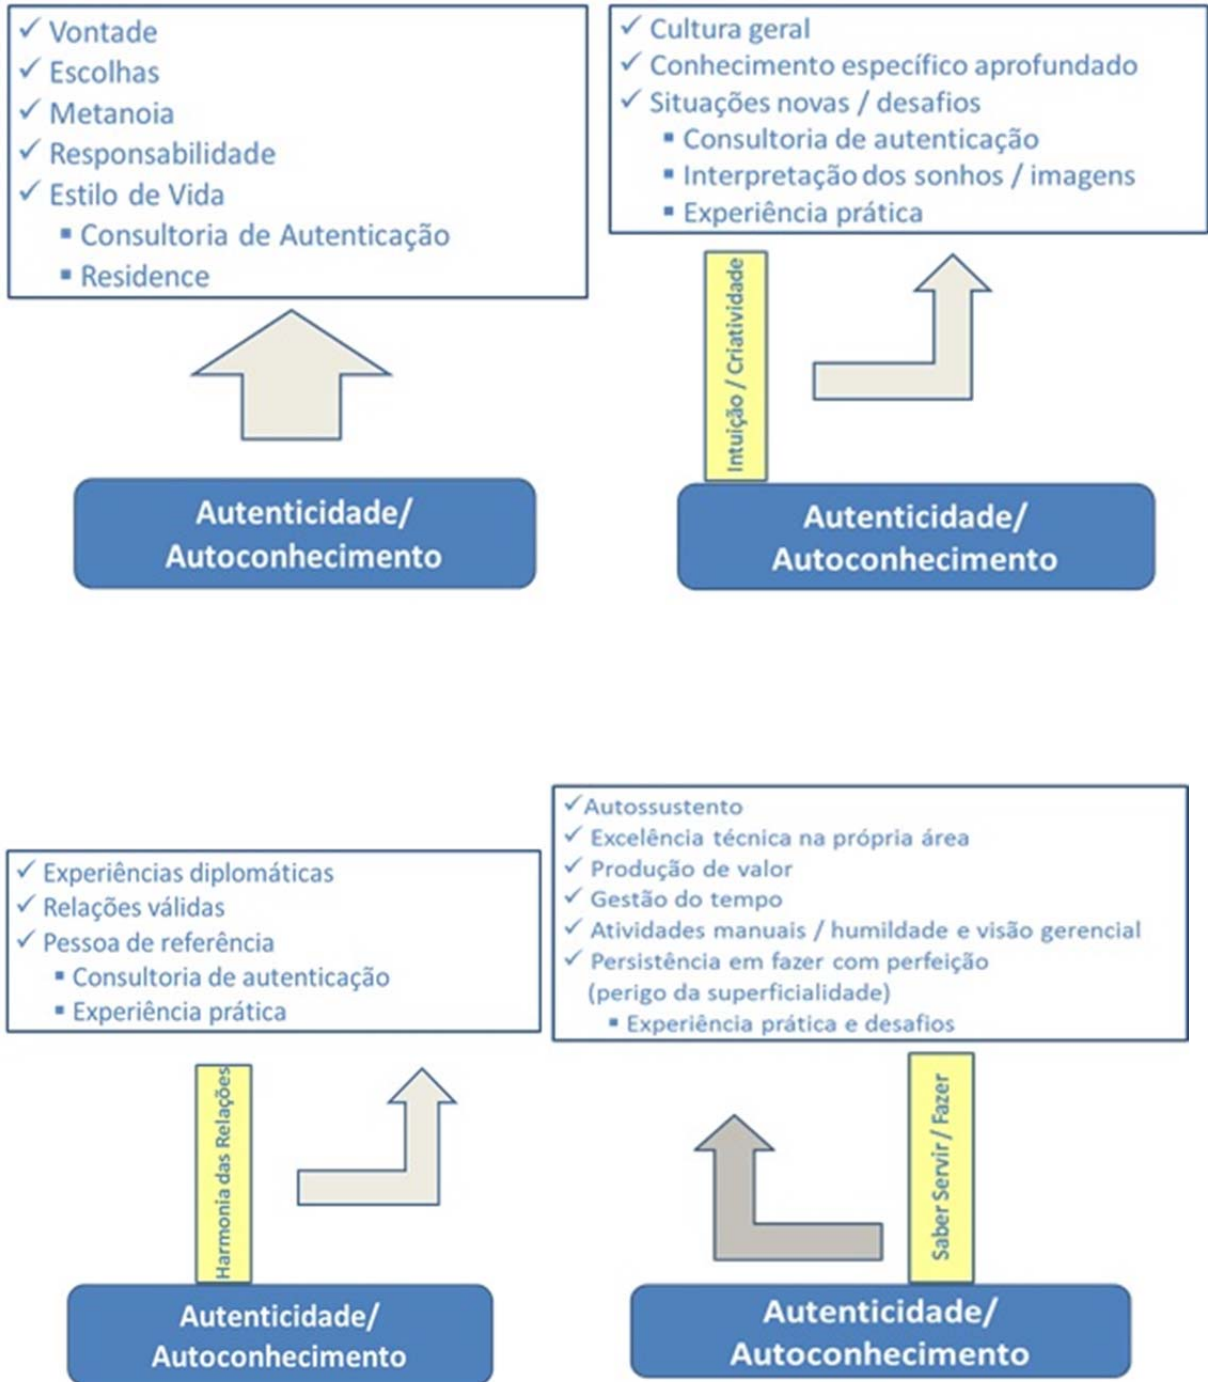 ✓ Vontade
✓ Escolhas
✓ Metanoia
✓ Responsabilidade
✓ Estilo de Vida
▪ Consultoria de Autenticação
▪ Residence
Autenticidade/
Autoconhecimento
✓ Cultura geral
✓ Conhecimento específico aprofundado
✓ Situações novas / desafios
▪ Consultoria de autenticação
▪ Interpretação dos sonhos / imagens
▪ Experiência prática
Intuição / Criatividade
Autenticidade/
Autoconhecimento
✓ Experiências diplomáticas
✓ Relações válidas
✓ Pessoa de referência
▪ Consultoria de autenticação
▪ Experiência prática
Harmonia das Relações
Autenticidade/
Autoconhecimento
✓ Autossustento
✓ Excelência técnica na própria área
✓ Produção de valor
✓ Gestão do tempo
✓ Atividades manuais / humildade e visão gerencial
✓ Persistência em fazer com perfeição
(perigo da superficialidade)
▪ Experiência prática e desafios
Saber Servir / Fazer
Autenticidade/
Autoconhecimento